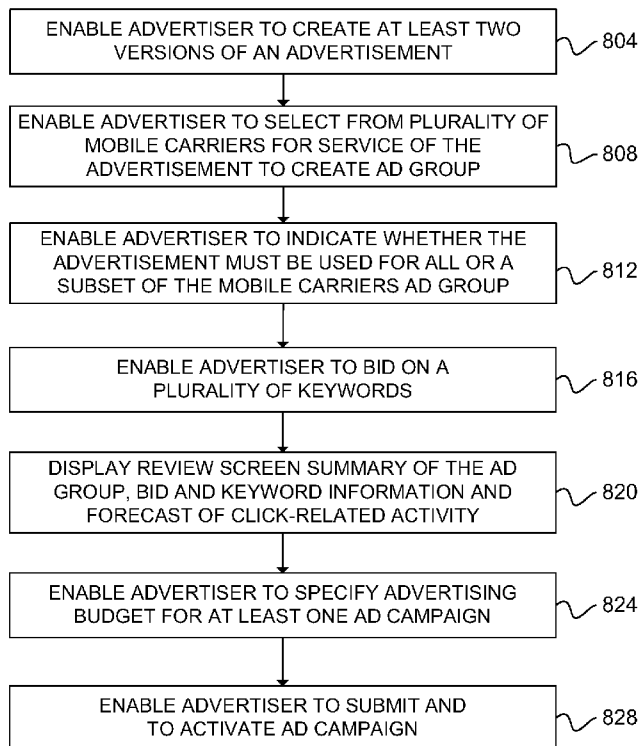 ENABLE ADVERTISER TO CREATE AT LEAST TWO
VERSIONS OF AN ADVERTISEMENT
804
ENABLE ADVERTISER TO SELECT FROM PLURALITY OF
MOBILE CARRIERS FOR SERVICE OF THE
ADVERTISEMENT TO CREATE AD GROUP
808
ENABLE ADVERTISER TO INDICATE WHETHER THE
ADVERTISEMENT MUST BE USED FOR ALL OR A
SUBSET OF THE MOBILE CARRIERS AD GROUP
812
ENABLE ADVERTISER TO BID ON A
PLURALITY OF KEYWORDS
816
DISPLAY REVIEW SCREEN SUMMARY OF THE AD
GROUP, BID AND KEYWORD INFORMATION AND
FORECAST OF CLICK-RELATED ACTIVITY
820
ENABLE ADVERTISER TO SPECIFY ADVERTISING
BUDGET FOR AT LEAST ONE AD CAMPAIGN
824
ENABLE ADVERTISER TO SUBMIT AND
TO ACTIVATE AD CAMPAIGN
828